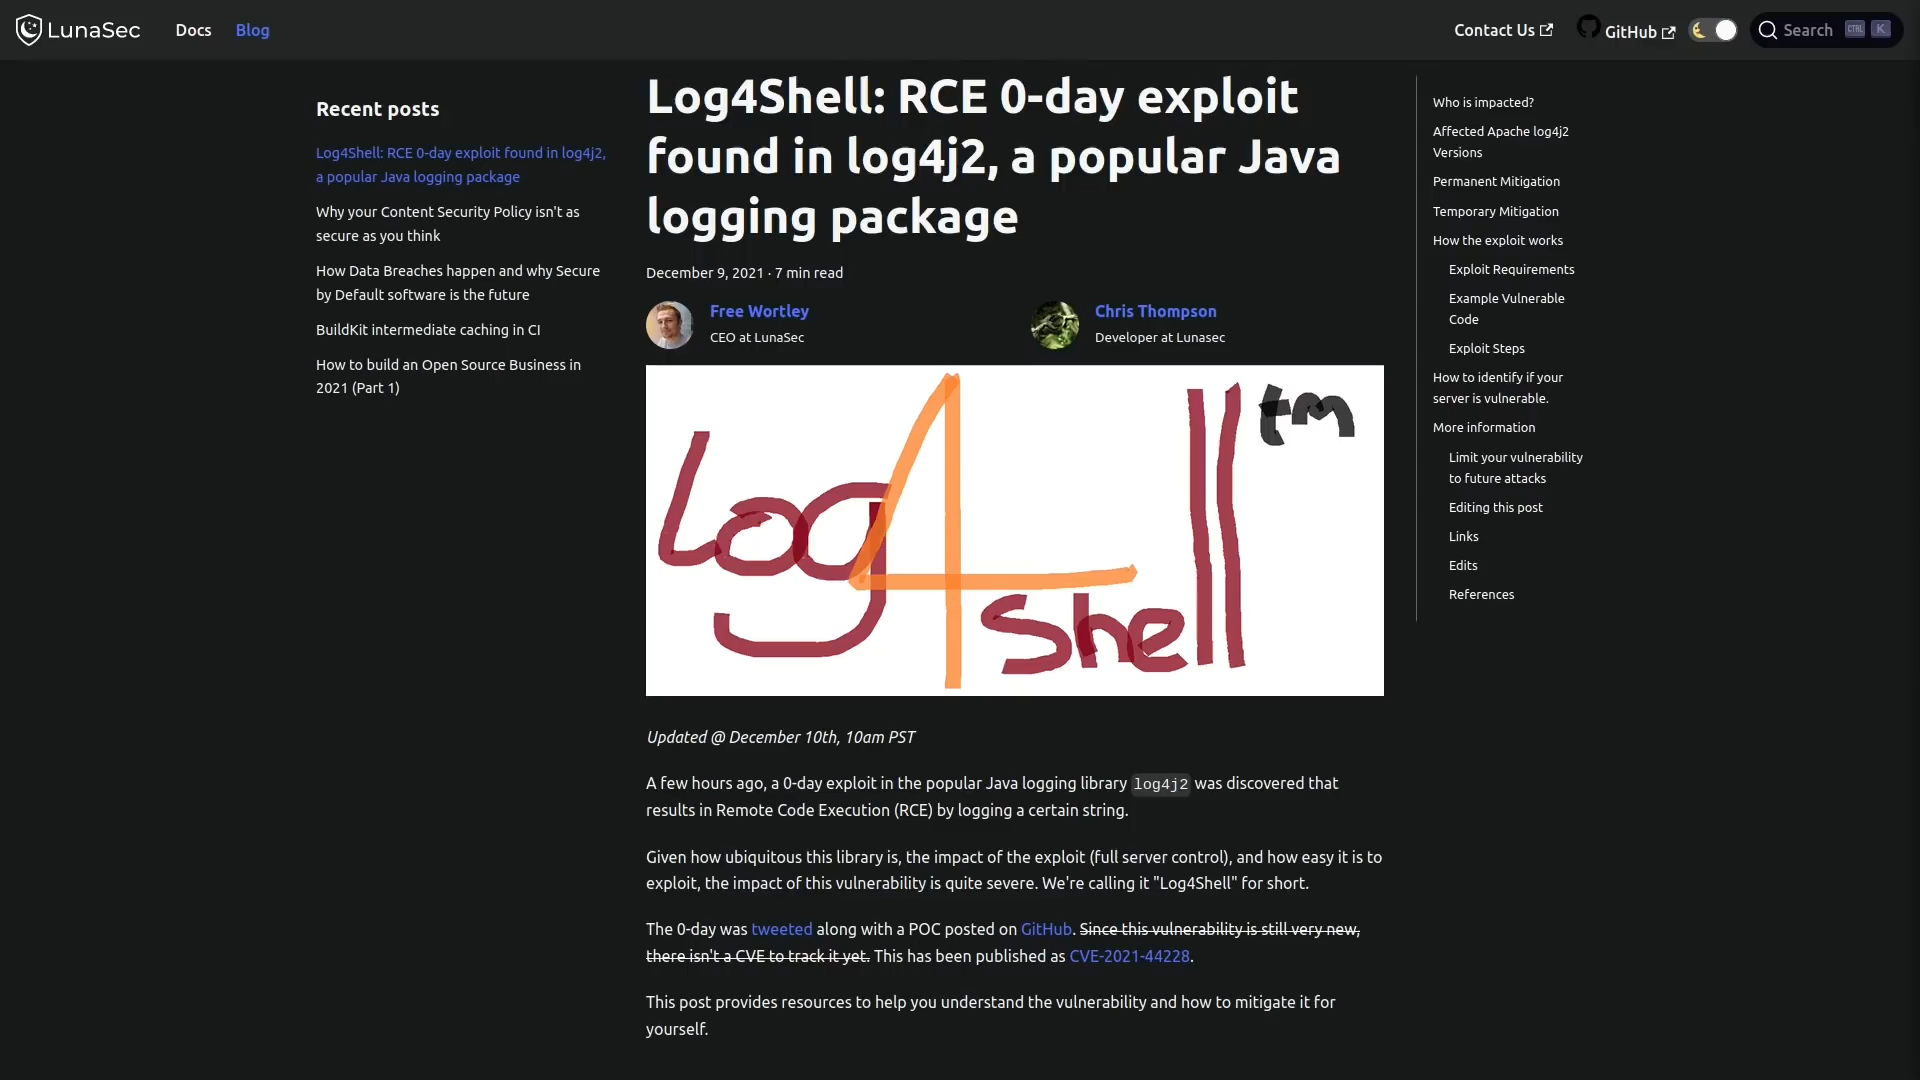 LunaSec
Docs
Blog
Contact Us
GitHub
Search
CTRL
K
Recent posts
Log4Shell: RCE 0-day exploit found in log4j2,
a popular Java logging package
Why your Content Security Policy isn't as
secure as you think
How Data Breaches happen and why Secure
by Default software is the future
BuildKit intermediate caching in CI
How to build an Open Source Business in
2021 (Part 1)
Log4Shell: RCE 0-day exploit
found in log4j2, a popular Java
logging package
December 9, 2021 · 7 min read
Free Wortley
CEO at LunaSec
Chris Thompson
Developer at Lunasec
Log4Shell tm
Updated @ December 10th, 10am PST
A few hours ago, a 0-day exploit in the popular Java logging library log4j2 was discovered that
results in Remote Code Execution (RCE) by logging a certain string.
Given how ubiquitous this library is, the impact of the exploit (full server control), and how easy it is to
exploit, the impact of this vulnerability is quite severe. We're calling it "Log4Shell" for short.
The 0-day was tweeted along with a POC posted on GitHub. Since this vulnerability is still very new,
there isn't a CVE to track it yet. This has been published as CVE-2021-44228.
This post provides resources to help you understand the vulnerability and how to mitigate it for
yourself.
Who is impacted?
Affected Apache log4j2
Versions
Permanent Mitigation
Temporary Mitigation
How the exploit works
Exploit Requirements
Example Vulnerable
Code
Exploit Steps
How to identify if your
server is vulnerable.
More information
Limit your vulnerability
to future attacks
Editing this post
Links
Edits
References